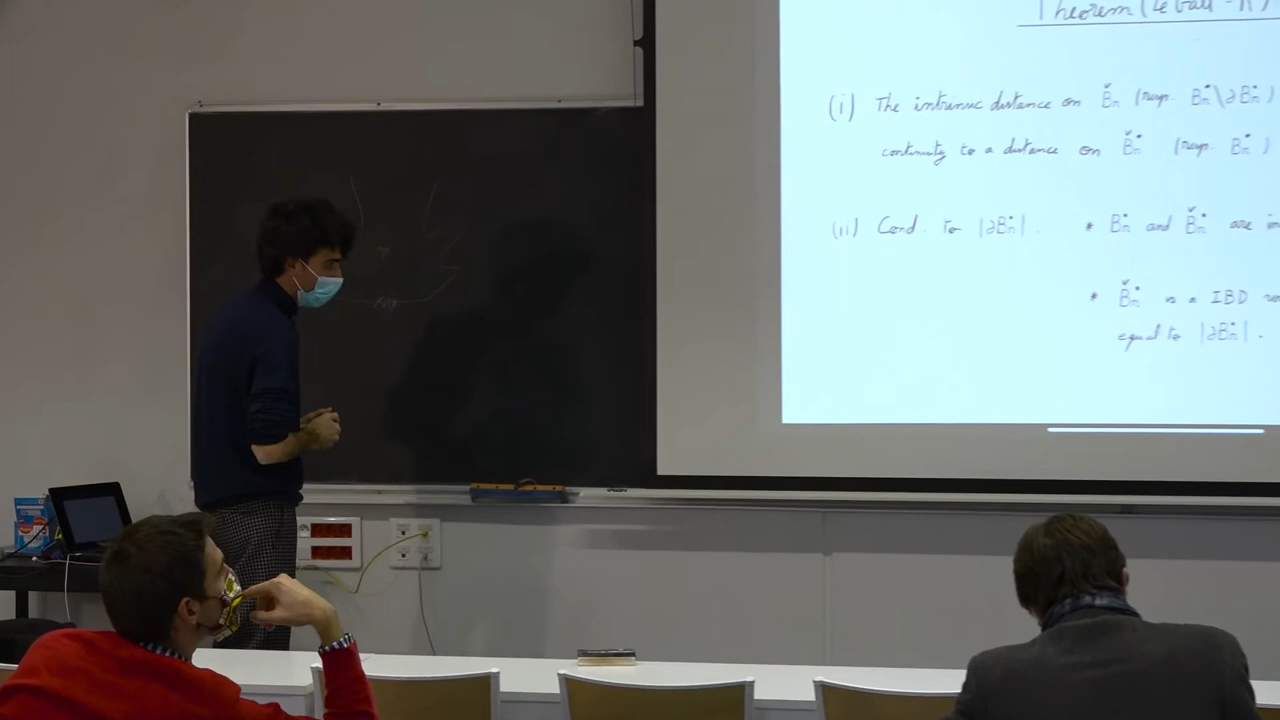 Theorem (Le Gall - R)
(i) The intrinsic distance on B̌ₙ (resp. Bₙ•\∂Bₙ•)
continuity to a distance on B̌ₙ• (resp. Bₙ•)
(ii) Cond. to |∂Bₙ•|. * Bₙ• and B̌ₙ• are in
* B̌ₙ• is a IBD
equal to |∂Bₙ•|.